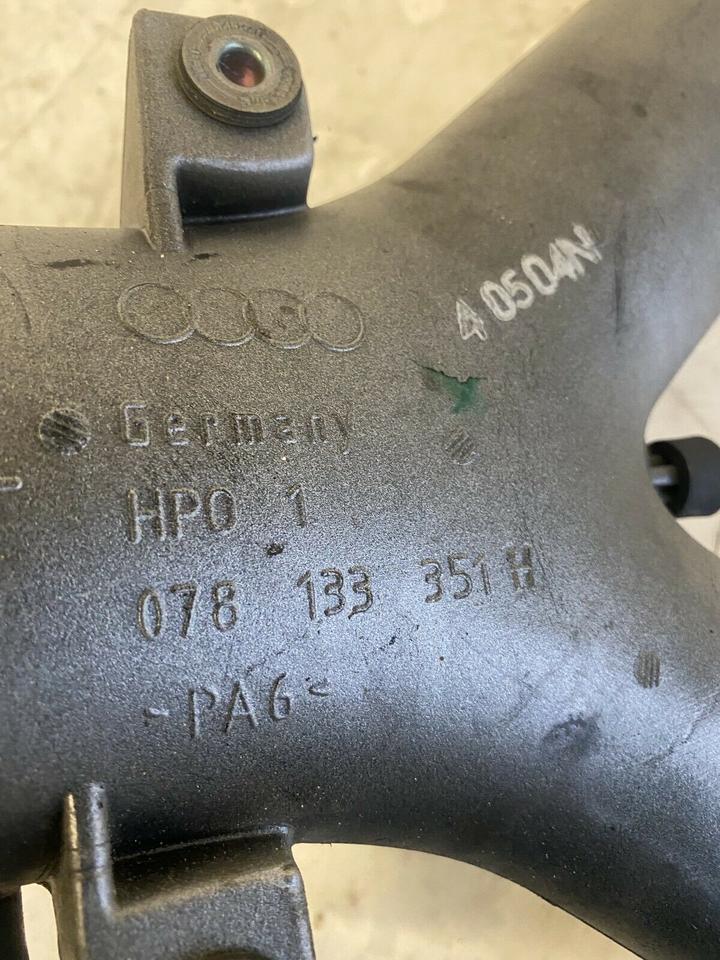 40504N
Germany
HPO 1
078 133 351 H
>PA6<